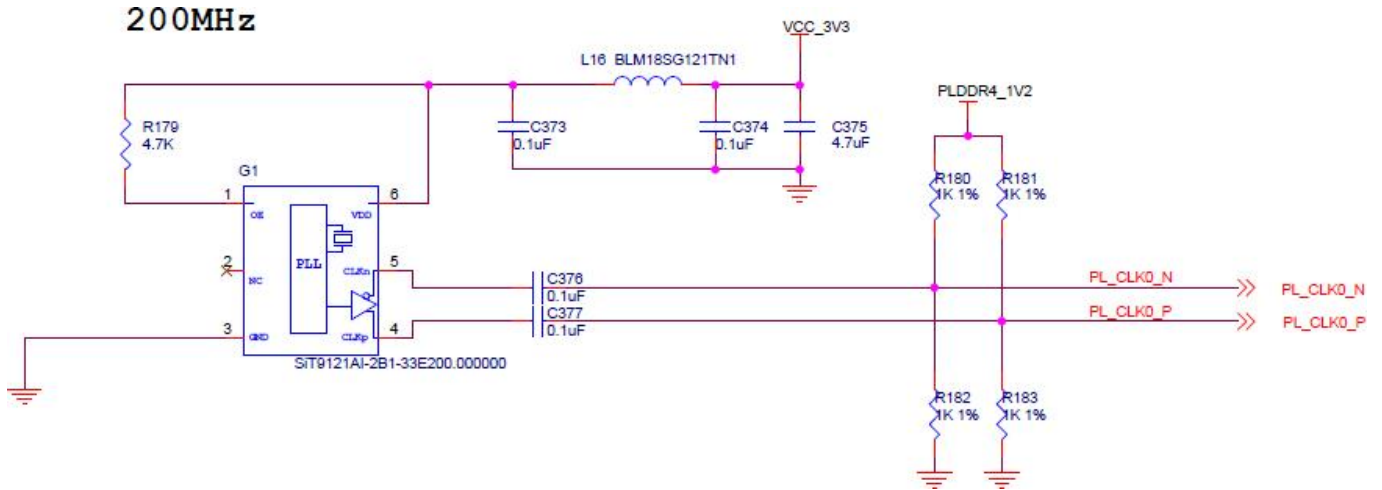 200MHz
VCC_3V3
L16 BLM18SG121TN1
PLDDR4_1V2
R179
4.7K
C373
0.1uF
C374
0.1uF
C375
4.7uF
G1
R180
1K 1%
R181
1K 1%
1
OE
6
VDD
2
NC
PLL
5
CLKn
C376
0.1uF
PL_CLK0_N
PL_CLK0_N
3
GND
4
CLKp
C377
0.1uF
PL_CLK0_P
PL_CLK0_P
SiT9121AI-2B1-33E200.000000
R182
1K 1%
R183
1K 1%